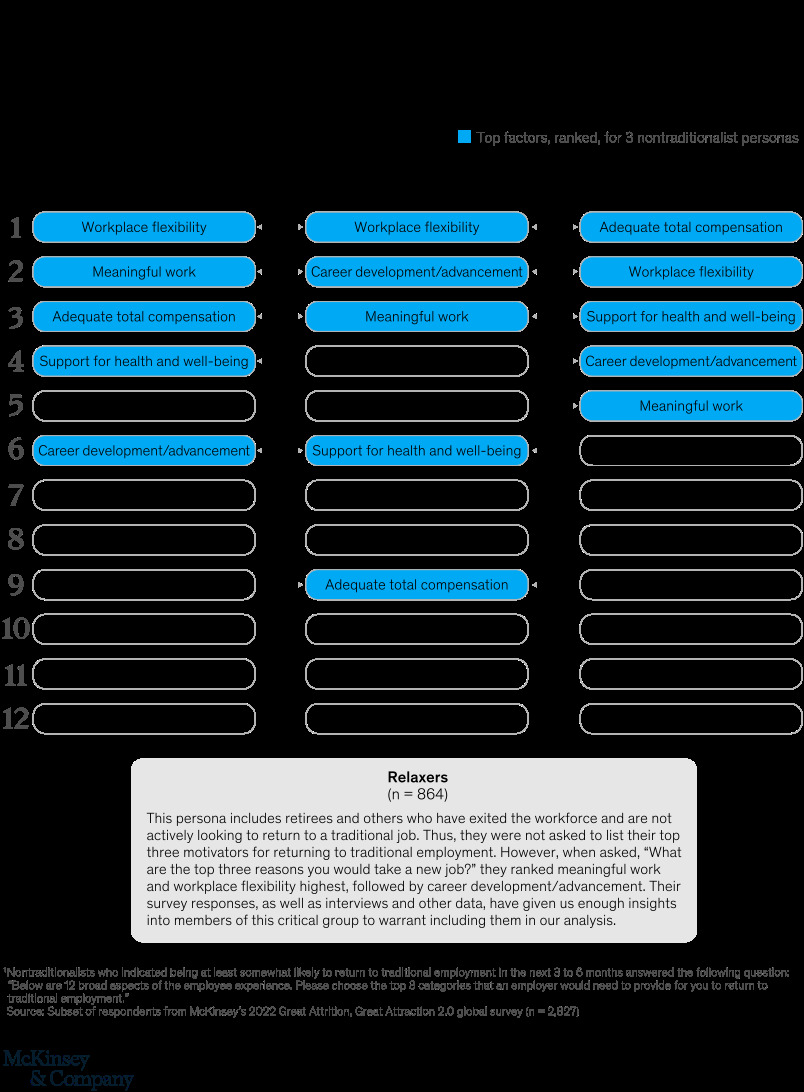 Top factors, ranked, for 3 nontraditionalist personas
1 Workplace flexibility Workplace flexibility Adequate total compensation
2 Meaningful work Career development/advancement Workplace flexibility
3 Adequate total compensation Meaningful work Support for health and well-being
4 Support for health and well-being Career development/advancement
5 Meaningful work
6 Career development/advancement Support for health and well-being
7
8
9 Adequate total compensation
10
11
12
Relaxers
(n = 864)
This persona includes retirees and others who have exited the workforce and are not
actively looking to return to a traditional job. Thus, they were not asked to list their top
three motivators for returning to traditional employment. However, when asked, “What
are the top three reasons you would take a new job?” they ranked meaningful work
and workplace flexibility highest, followed by career development/advancement. Their
survey responses, as well as interviews and other data, have given us enough insights
into members of this critical group to warrant including them in our analysis.
¹Nontraditionalists who indicated being at least somewhat likely to return to traditional employment in the next 3 to 6 months answered the following question:
“Below are 12 broad aspects of the employee experience. Please choose the top 3 categories that an employer would need to provide for you to return to
traditional employment.”
Source: Subset of respondents from McKinsey’s 2022 Great Attrition, Great Attraction 2.0 global survey (n = 2,827)
McKinsey
& Company